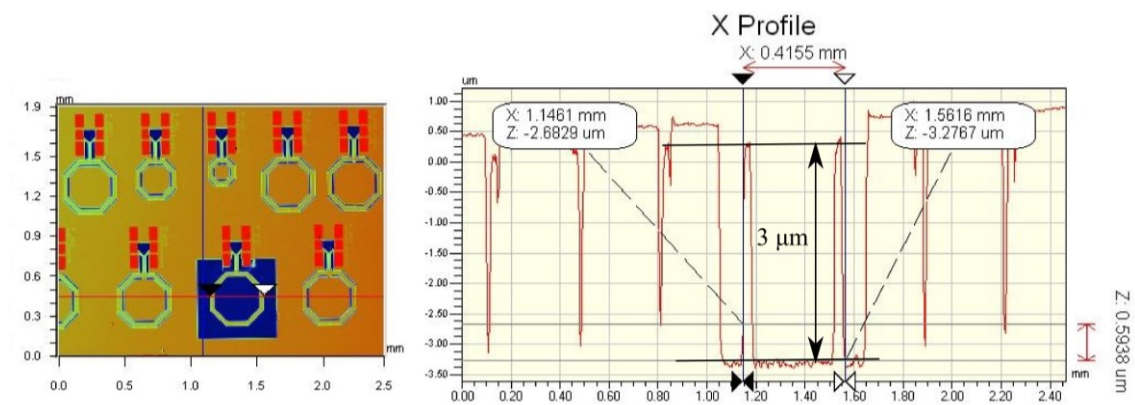 X Profile
X: 0.4155 mm
mm
1.9
1.5
1.2
0.9
0.6
0.3
0.0
mm
0.0 0.5 1.0 1.5 2.0 2.5
um
1.00
0.50
0.00
-0.50
-1.00
-1.50
-2.00
-2.50
-3.00
-3.50
X: 1.1461 mm
Z: -2.6829 um
X: 1.5616 mm
Z: -3.2767 um
3 μm
mm
0.00 0.20 0.40 0.60 0.80 1.00 1.20 1.40 1.60 1.80 2.00 2.20 2.40
Z: 0.5938 um